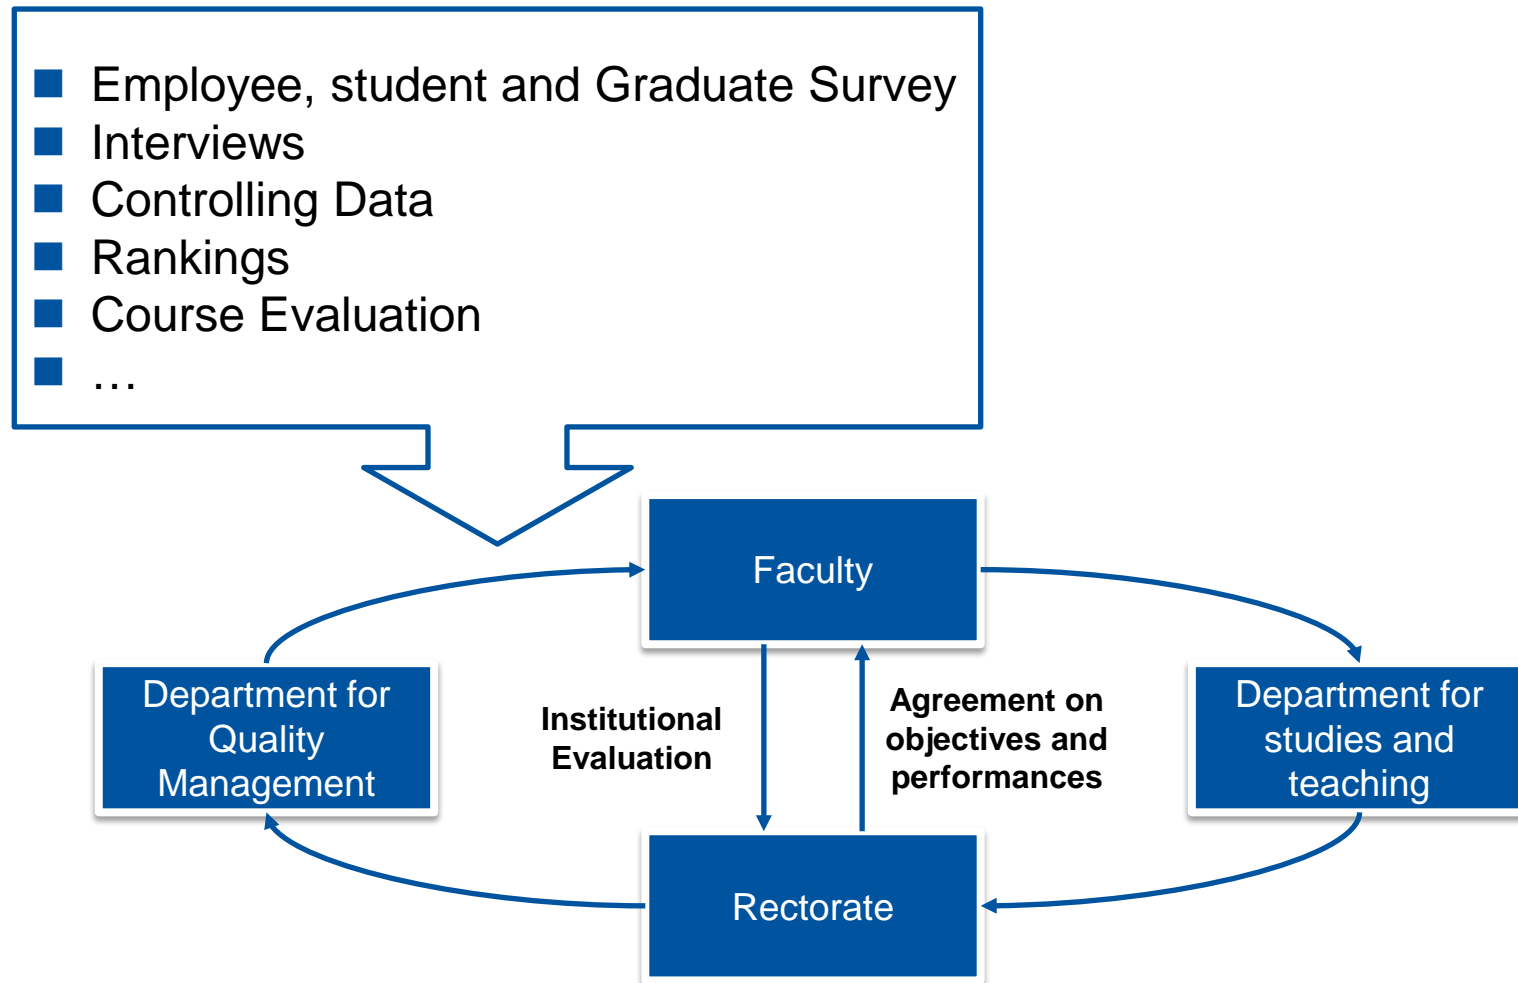 Employee, student and Graduate Survey
Interviews
Controlling Data
Rankings
Course Evaluation
…
Faculty
Department for
Quality
Management
Institutional
Evaluation
Agreement on
objectives and
performances
Department for
studies and
teaching
Rectorate